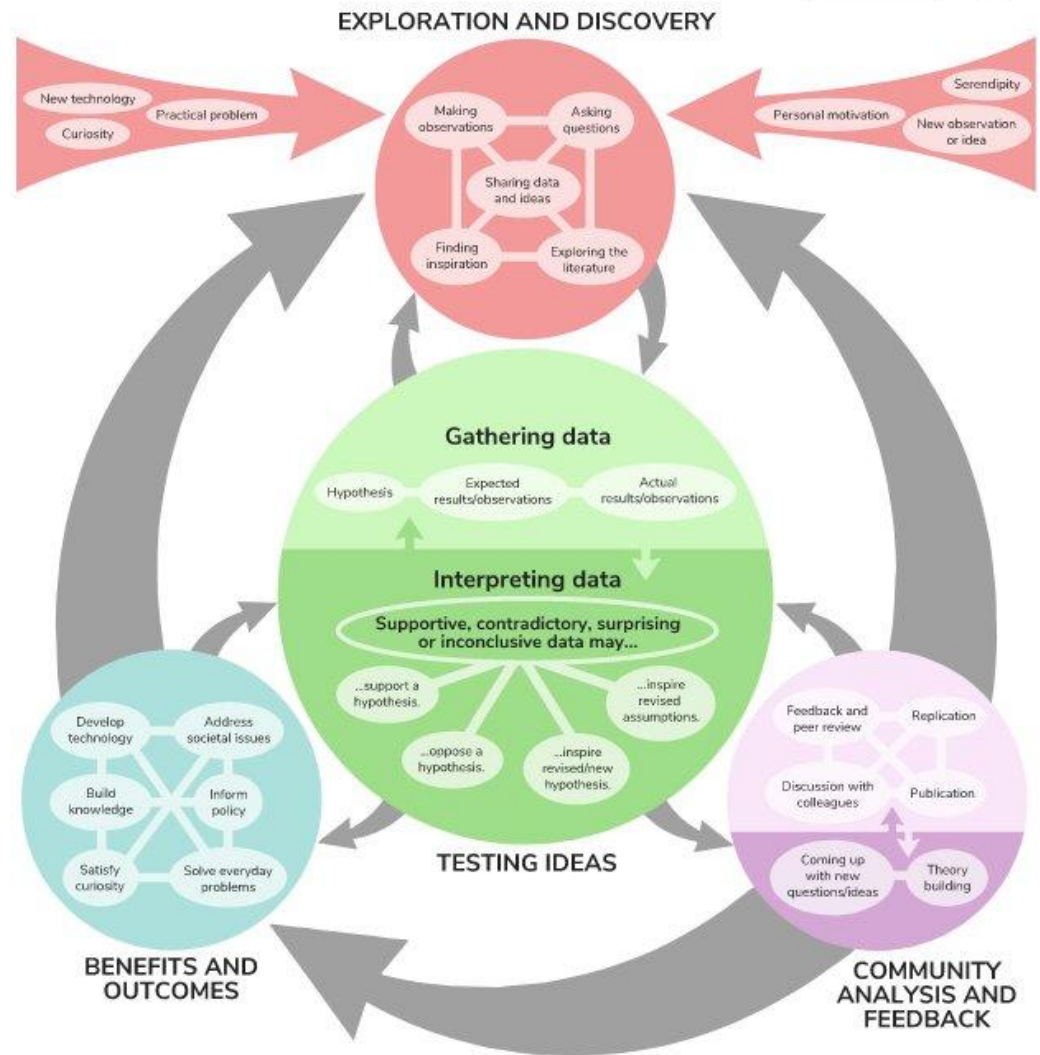 EXPLORATION AND DISCOVERY
New technology
Practical problem
Curiosity
Serendipity
Personal motivation
New observation
or idea
Making
observations
Asking
questions
Sharing data
and ideas
Finding
inspiration
Exploring the
literature
Gathering data
Hypothesis
Expected
results/observations
Actual
results/observations
Interpreting data
Supportive, contradictory, surprising
or inconclusive data may...
...support a
hypothesis.
...oppose a
hypothesis.
...inspire
revised/new
hypothesis.
...inspire
revised
assumptions.
TESTING IDEAS
Develop
technology
Address
societal issues
Build
knowledge
Inform
policy
Satisfy
curiosity
Solve everyday
problems
BENEFITS AND
OUTCOMES
Feedback and
peer review
Replication
Discussion with
colleagues
Publication
Coming up
with new
questions/ideas
Theory
building
COMMUNITY
ANALYSIS AND
FEEDBACK